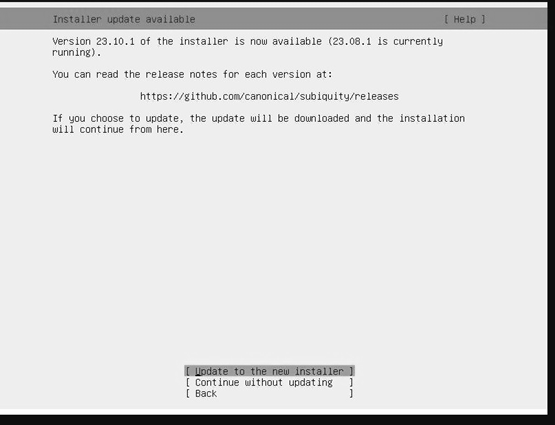 Installer update available [ Help ]
Version 23.10.1 of the installer is now available (23.08.1 is currently
running).
You can read the release notes for each version at:
https://github.com/canonical/subiquity/releases
If you choose to update, the update will be downloaded and the installation
will continue from here.
[ Update to the new installer ]
[ Continue without updating ]
[ Back ]